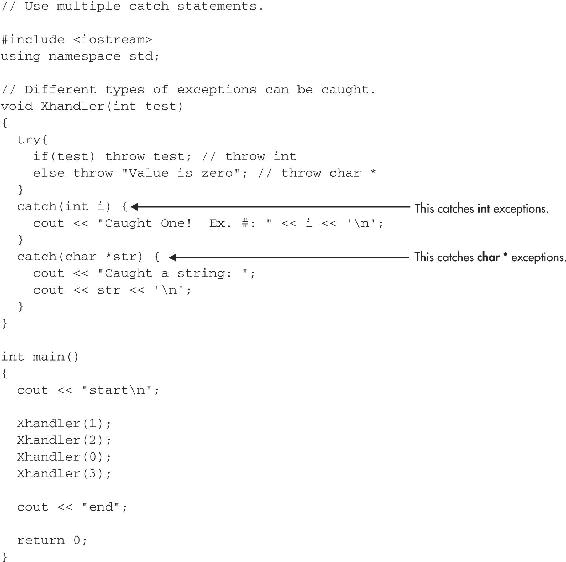 // Use multiple catch statements.

#include <iostream>
using namespace std;

// Different types of exceptions can be caught.
void Xhandler(int test)
{
  try{
    if(test) throw test; // throw int
    else throw "Value is zero"; // throw char *
  }
  catch(int i) { This catches int exceptions.
    cout << "Caught One!  Ex. #: " << i << '\n';
  }
  catch(char *str) { This catches char * exceptions.
    cout << "Caught a string: ";
    cout << str << '\n';
  }
}

int main()
{
  cout << "start\n";

  Xhandler(1);
  Xhandler(2);
  Xhandler(0);
  Xhandler(3);

  cout << "end";

  return 0;
}